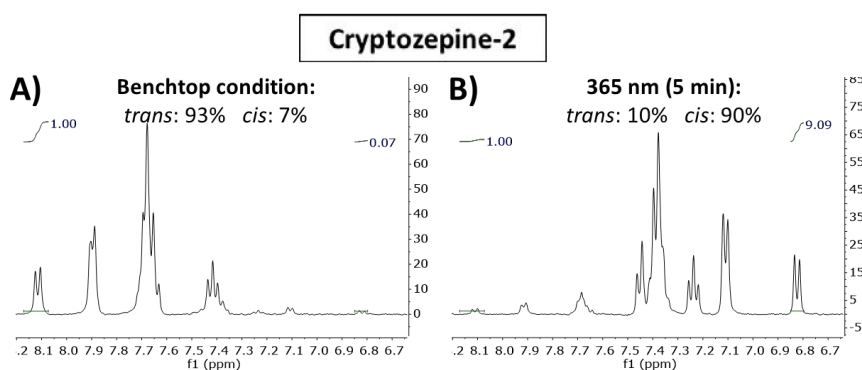 Cryptozepine-2
A) Benchtop condition:
trans: 93% cis: 7%
1.00
0.07
90
80
70
60
50
40
30
20
10
0
.2 8.1 8.0 7.9 7.8 7.7 7.6 7.5 7.4 7.3 7.2 7.1 7.0 6.9 6.8 6.7
f1 (ppm)
B) 365 nm (5 min):
trans: 10% cis: 90%
1.00
9.09
85
75
65
55
45
35
25
15
5
-5
.2 8.1 8.0 7.9 7.8 7.7 7.6 7.5 7.4 7.3 7.2 7.1 7.0 6.9 6.8 6.7
f1 (ppm)